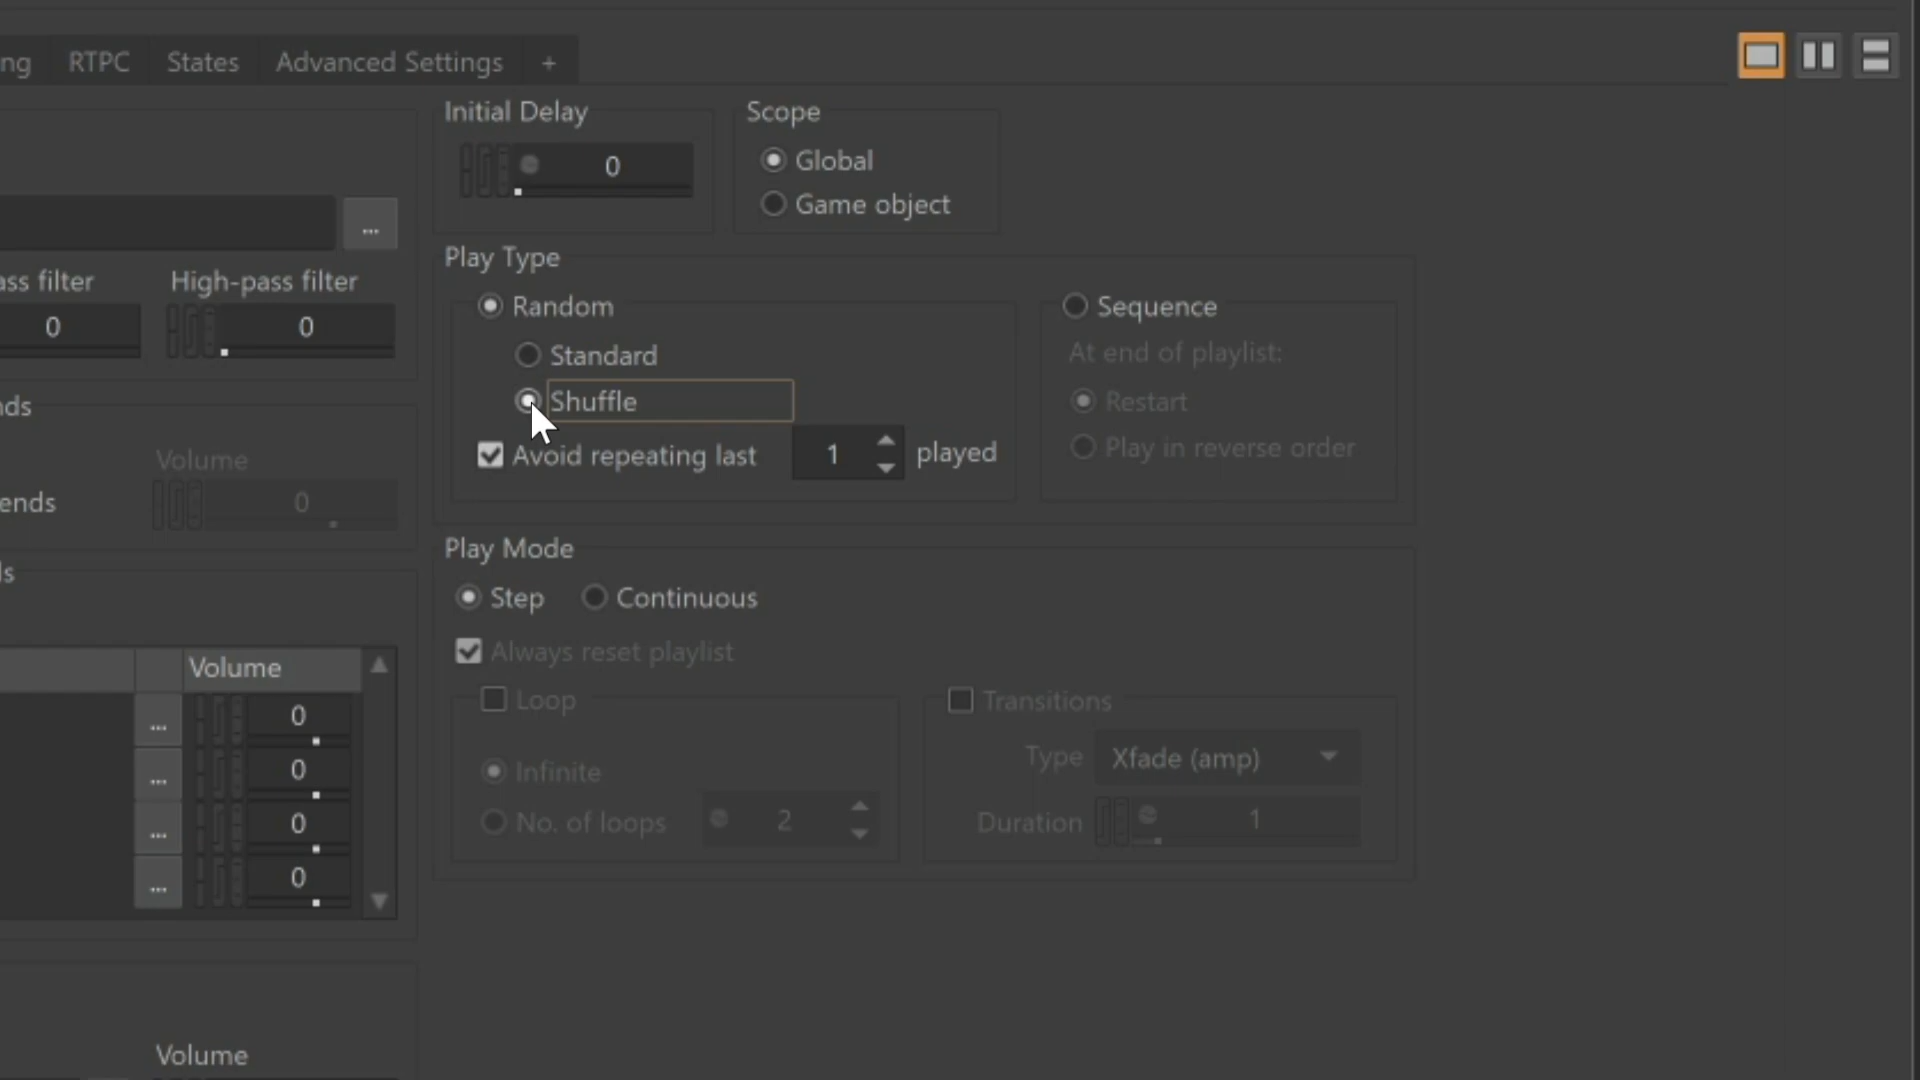 ng RTPC States Advanced Settings +
Initial Delay
0
Scope
Global
Game object
...
ass filter High-pass filter
0 0
Play Type
Random
Standard
Shuffle
Avoid repeating last 1 played
Sequence
At end of playlist:
Restart
Play in reverse order
nds
Volume
ends 0
Play Mode
Step Continuous
Always reset playlist
Loop
Infinite
No. of loops 2
Transitions
Type Xfade (amp)
Duration 1
ls
Volume
... 0
... 0
... 0
... 0
Volume